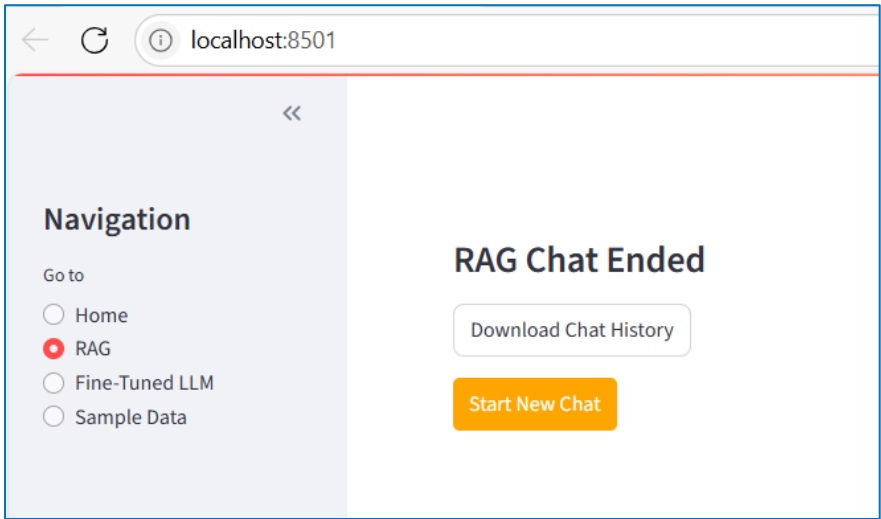 localhost:8501
Navigation
Go to
Home
RAG
Fine-Tuned LLM
Sample Data
RAG Chat Ended
Download Chat History
Start New Chat